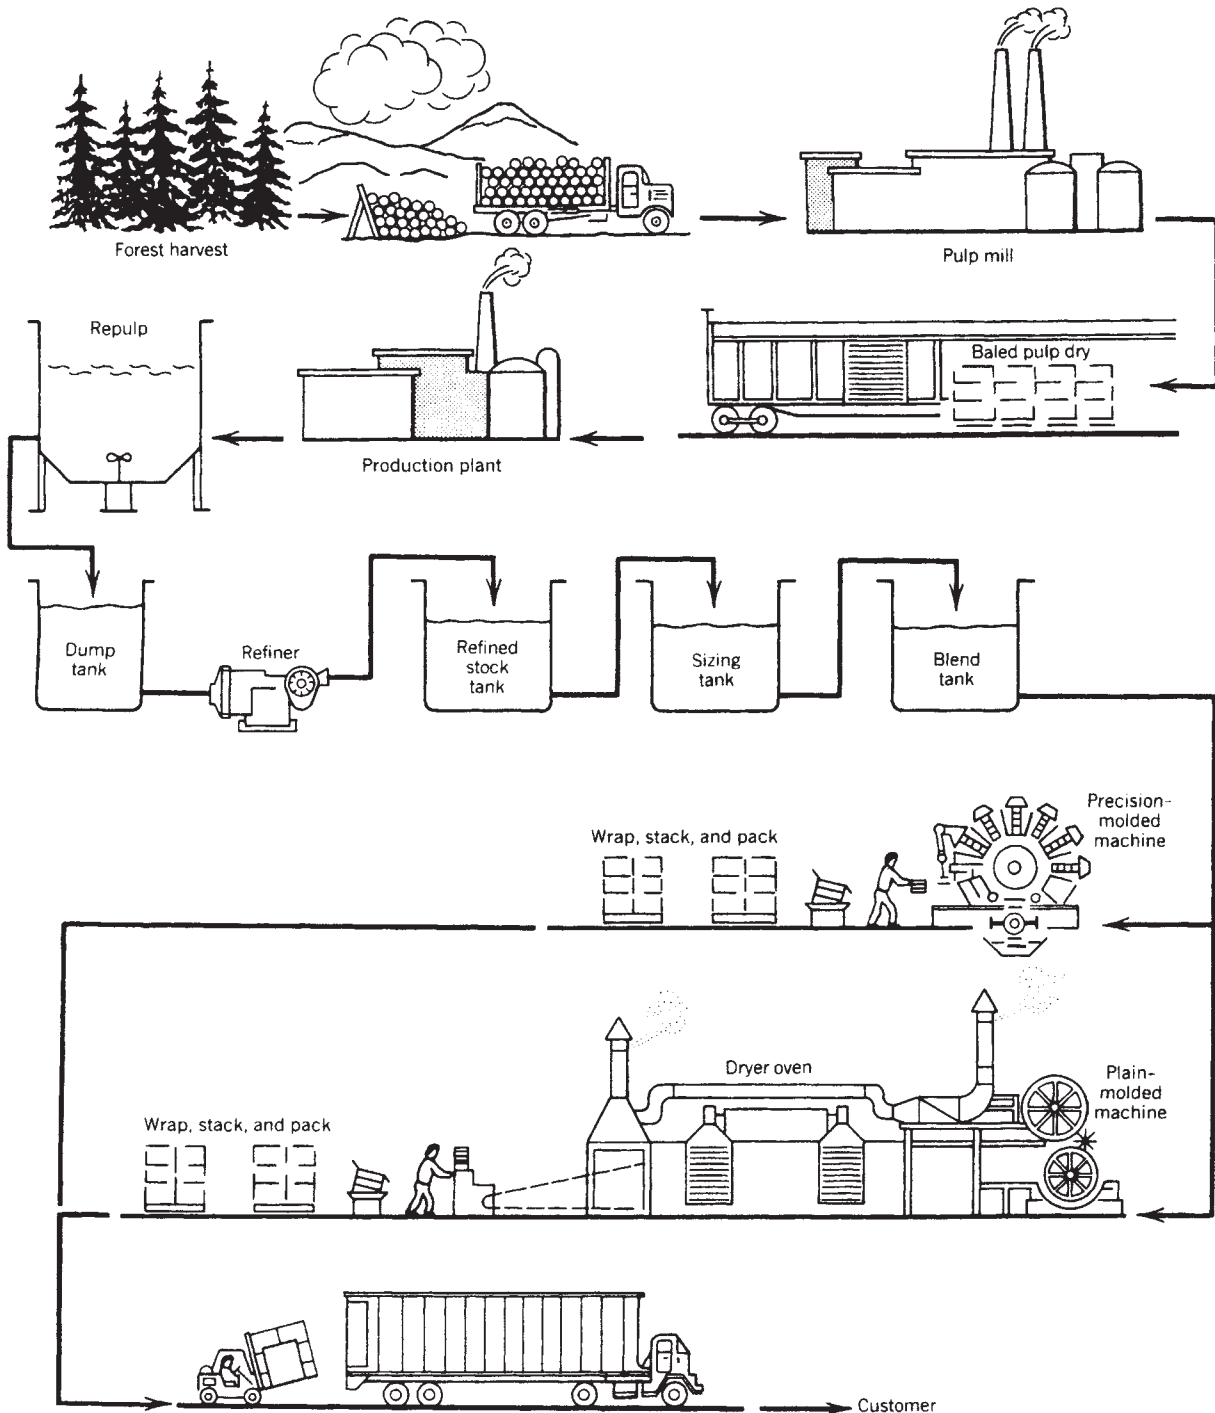 Forest harvest
Pulp mill
Repulp
Baled pulp dry
Production plant
Dump
tank
Refiner
Refined
stock
tank
Sizing
tank
Blend
tank
Precision-
molded
machine
Wrap, stack, and pack
Dryer oven
Plain-
molded
machine
Wrap, stack, and pack
Customer